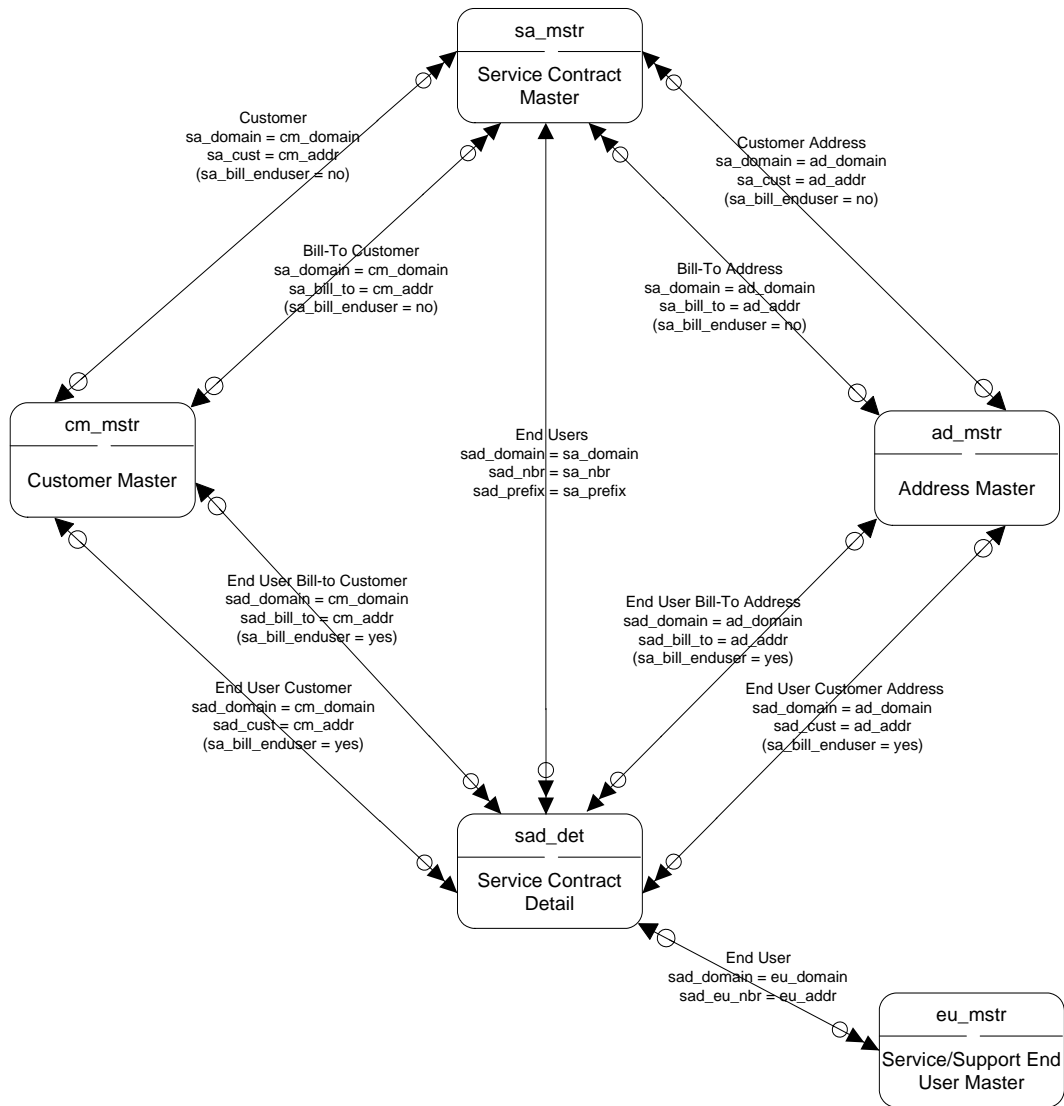 sa_mstr
Service Contract
Master
Customer
sa_domain = cm_domain
sa_cust = cm_addr
(sa_bill_enduser = no)
Customer Address
sa_domain = ad_domain
sa_cust = ad_addr
(sa_bill_enduser = no)
Bill-To Customer
sa_domain = cm_domain
sa_bill_to = cm_addr
(sa_bill_enduser = no)
Bill-To Address
sa_domain = ad_domain
sa_bill_to = ad_addr
(sa_bill_enduser = no)
cm_mstr
Customer Master
End Users
sad_domain = sa_domain
sad_nbr = sa_nbr
sad_prefix = sa_prefix
ad_mstr
Address Master
End User Bill-to Customer
sad_domain = cm_domain
sad_bill_to = cm_addr
(sa_bill_enduser = yes)
End User Bill-To Address
sad_domain = ad_domain
sad_bill_to = ad_addr
(sa_bill_enduser = yes)
End User Customer
sad_domain = cm_domain
sad_cust = cm_addr
(sa_bill_enduser = yes)
End User Customer Address
sad_domain = ad_domain
sad_cust = ad_addr
(sa_bill_enduser = yes)
sad_det
Service Contract
Detail
End User
sad_domain = eu_domain
sad_eu_nbr = eu_addr
eu_mstr
Service/Support End
User Master